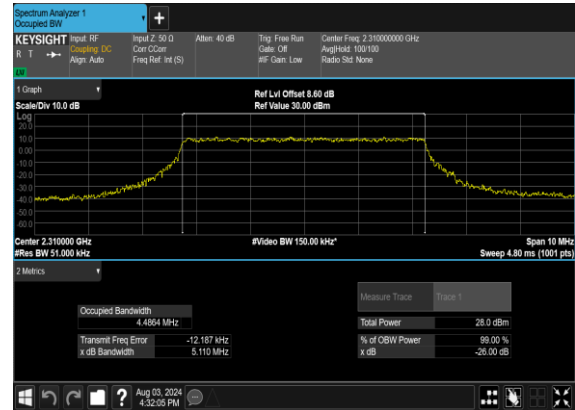 Spectrum Analyzer 1
Occupied BW
+
KEYSIGHT Input: RF Input Z: 50 Ω Atten: 40 dB Trig: Free Run Center Freq: 2.310000000 GHz
R T Coupling: DC Corr CCorr Gate: Off Avg|Hold: 100/100
Align: Auto Freq Ref: Int (S) #IF Gain: Low Radio Std: None
LW
1 Graph Ref Lvl Offset 8.60 dB
Scale/Div 10.0 dB Ref Value 30.00 dBm
Log
20.0
10.0
0.00
-10.0
-20.0
-30.0
-40.0
-50.0
-60.0
Center 2.310000 GHz #Video BW 150.00 kHz* Span 10 MHz
#Res BW 51.000 kHz Sweep 4.80 ms (1001 pts)
2 Metrics
Measure Trace Trace 1
Occupied Bandwidth
4.4864 MHz Total Power 28.0 dBm
Transmit Freq Error -12.187 kHz % of OBW Power 99.00 %
x dB Bandwidth 5.110 MHz x dB -26.00 dB
? Aug 03, 2024
4:32:05 PM